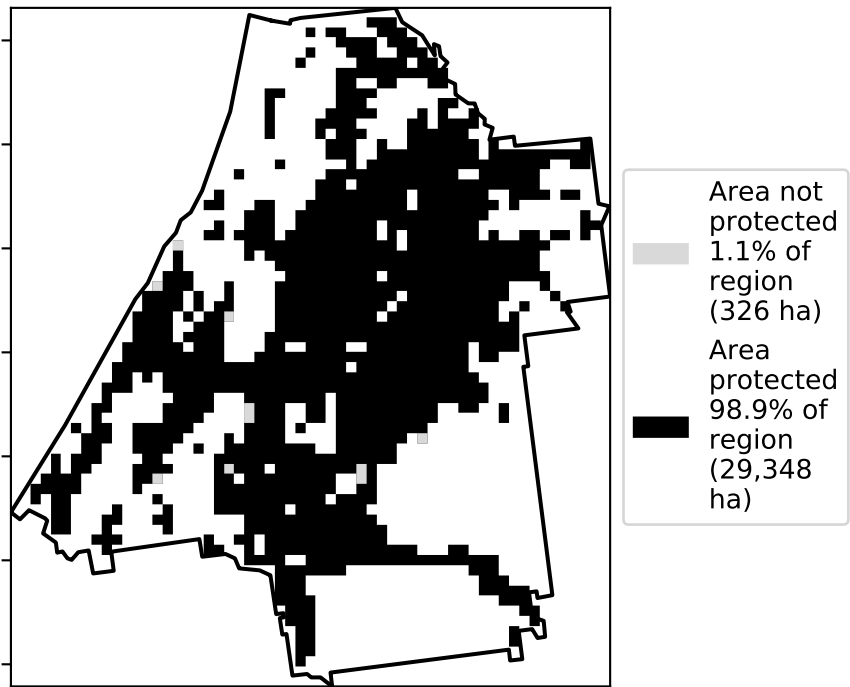 Area not
protected
1.1% of
region
(326 ha)
Area
protected
98.9% of
region
(29,348
ha)